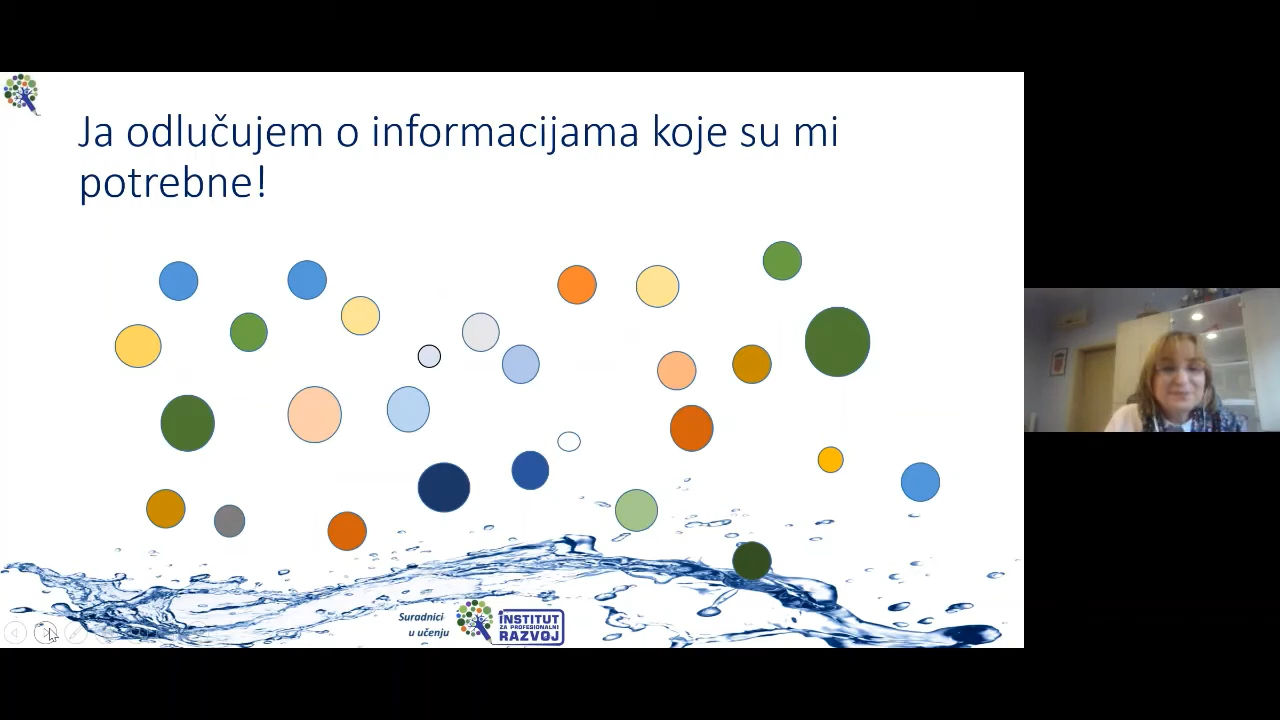 Ja odlučujem o informacijama koje su mi
potrebne!
Suradnici
u učenju
INSTITUT
ZA PROFESIONALNI
RAZVOJ